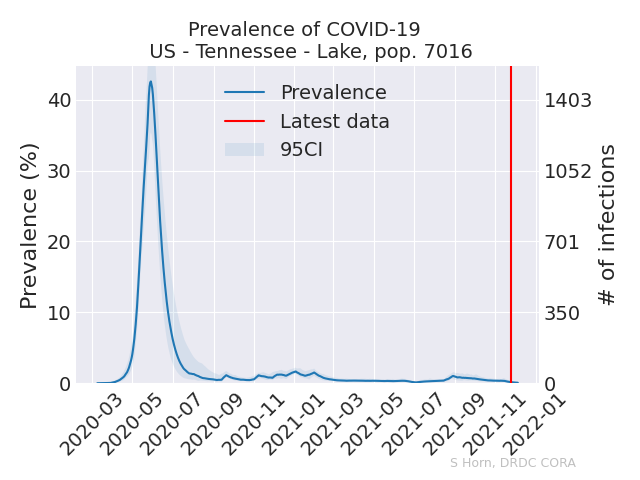 Prevalence of COVID-19
US - Tennessee - Lake, pop. 7016
Prevalence (%)
40
30
20
10
0
Prevalence
Latest data
95CI
1403
1052
701
350
0
# of infections
2020-03
2020-05
2020-07
2020-09
2020-11
2021-01
2021-03
2021-05
2021-07
2021-09
2021-11
2022-01
S Horn, DRDC CORA